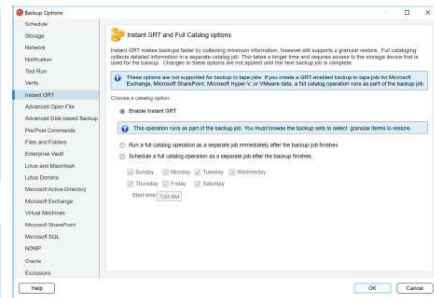 Backup Options
Schedule
Storage
Network
Notification
Test Run
Verify
Instant GRT
Advanced Open File
Advanced Disk-based Backup
Pre/Post Commands
Files and Folders
Enterprise Vault
Linux and Macintosh
Lotus Domino
Microsoft Active Directory
Microsoft Exchange
Virtual Machines
Microsoft SharePoint
Microsoft SQL
NDMP
Oracle
Exclusions
Instant GRT and Full Catalog options
Instant GRT makes backups faster by collecting minimum information, however still supports a granular restore. Full cataloging
collects detailed information in a separate catalog job. This takes a longer time and requires access to the storage device that is
used for the backup. Changes to these options are not applied until the next backup job is complete.
These options are not supported for backup to tape jobs. If you create a GRT-enabled backup to tape job for Microsoft
Exchange, Microsoft SharePoint, Microsoft Hyper-V, or VMware data, a full catalog operation runs as part of the backup job.
Choose a catalog option:
Enable Instant GRT
This operation runs as part of the backup job. You must browse the backup sets to select granular items to restore.
Run a full catalog operation as a separate job immediately after the backup job finishes
Schedule a full catalog operation as a separate job after the backup finishes:
Sunday Monday Tuesday Wednesday
Thursday Friday Saturday
Start time: 7:00 AM
Help OK Cancel